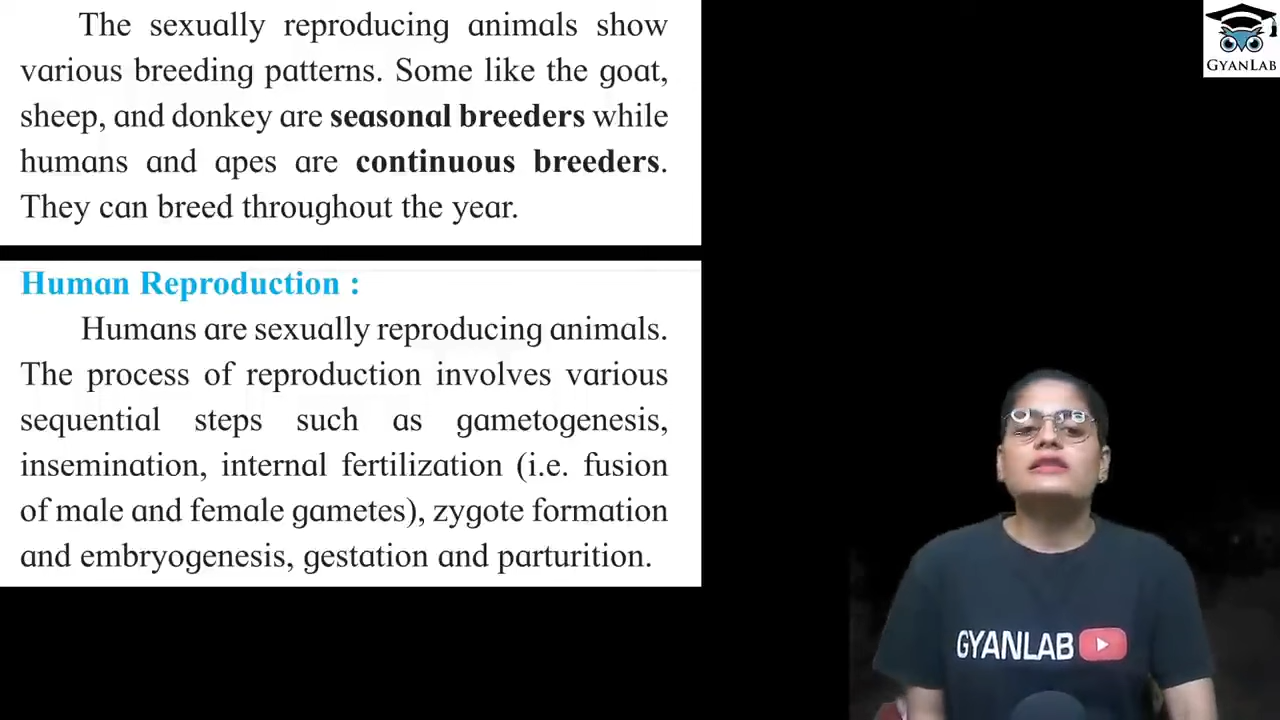 The sexually reproducing animals show
various breeding patterns. Some like the goat,
sheep, and donkey are seasonal breeders while
humans and apes are continuous breeders.
They can breed throughout the year.
Human Reproduction :
Humans are sexually reproducing animals.
The process of reproduction involves various
sequential steps such as gametogenesis,
insemination, internal fertilization (i.e. fusion
of male and female gametes), zygote formation
and embryogenesis, gestation and parturition.
GYANLAB
GYANLAB